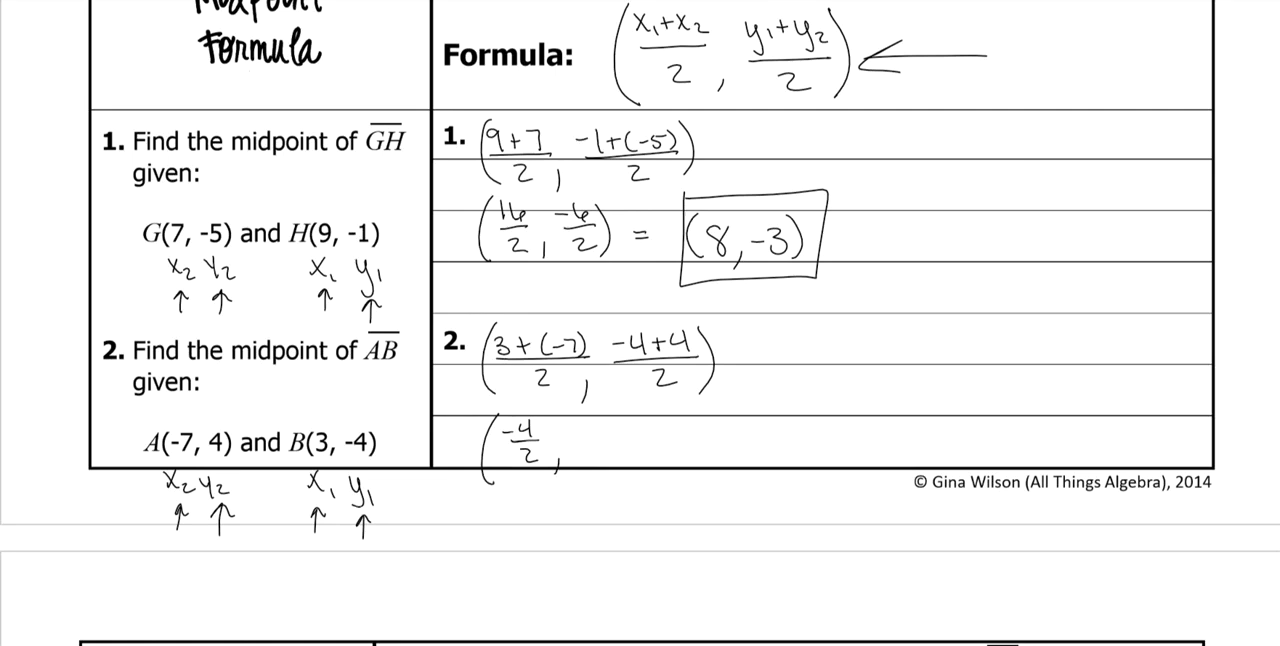 Midpoint
Formula
Formula: (x₁+x₂/2, y₁+y₂/2)
1. Find the midpoint of GH
given:
G(7, -5) and H(9, -1)
x₂ y₂ x₁ y₁
1. (9+7/2, -1+(-5)/2)
(16/2, -6/2) = (8,-3)
2. Find the midpoint of AB
given:
A(-7, 4) and B(3, -4)
x₂ y₂ x₁ y₁
2. (3+(-7)/2, -4+4/2)
(-4/2,
© Gina Wilson (All Things Algebra), 2014